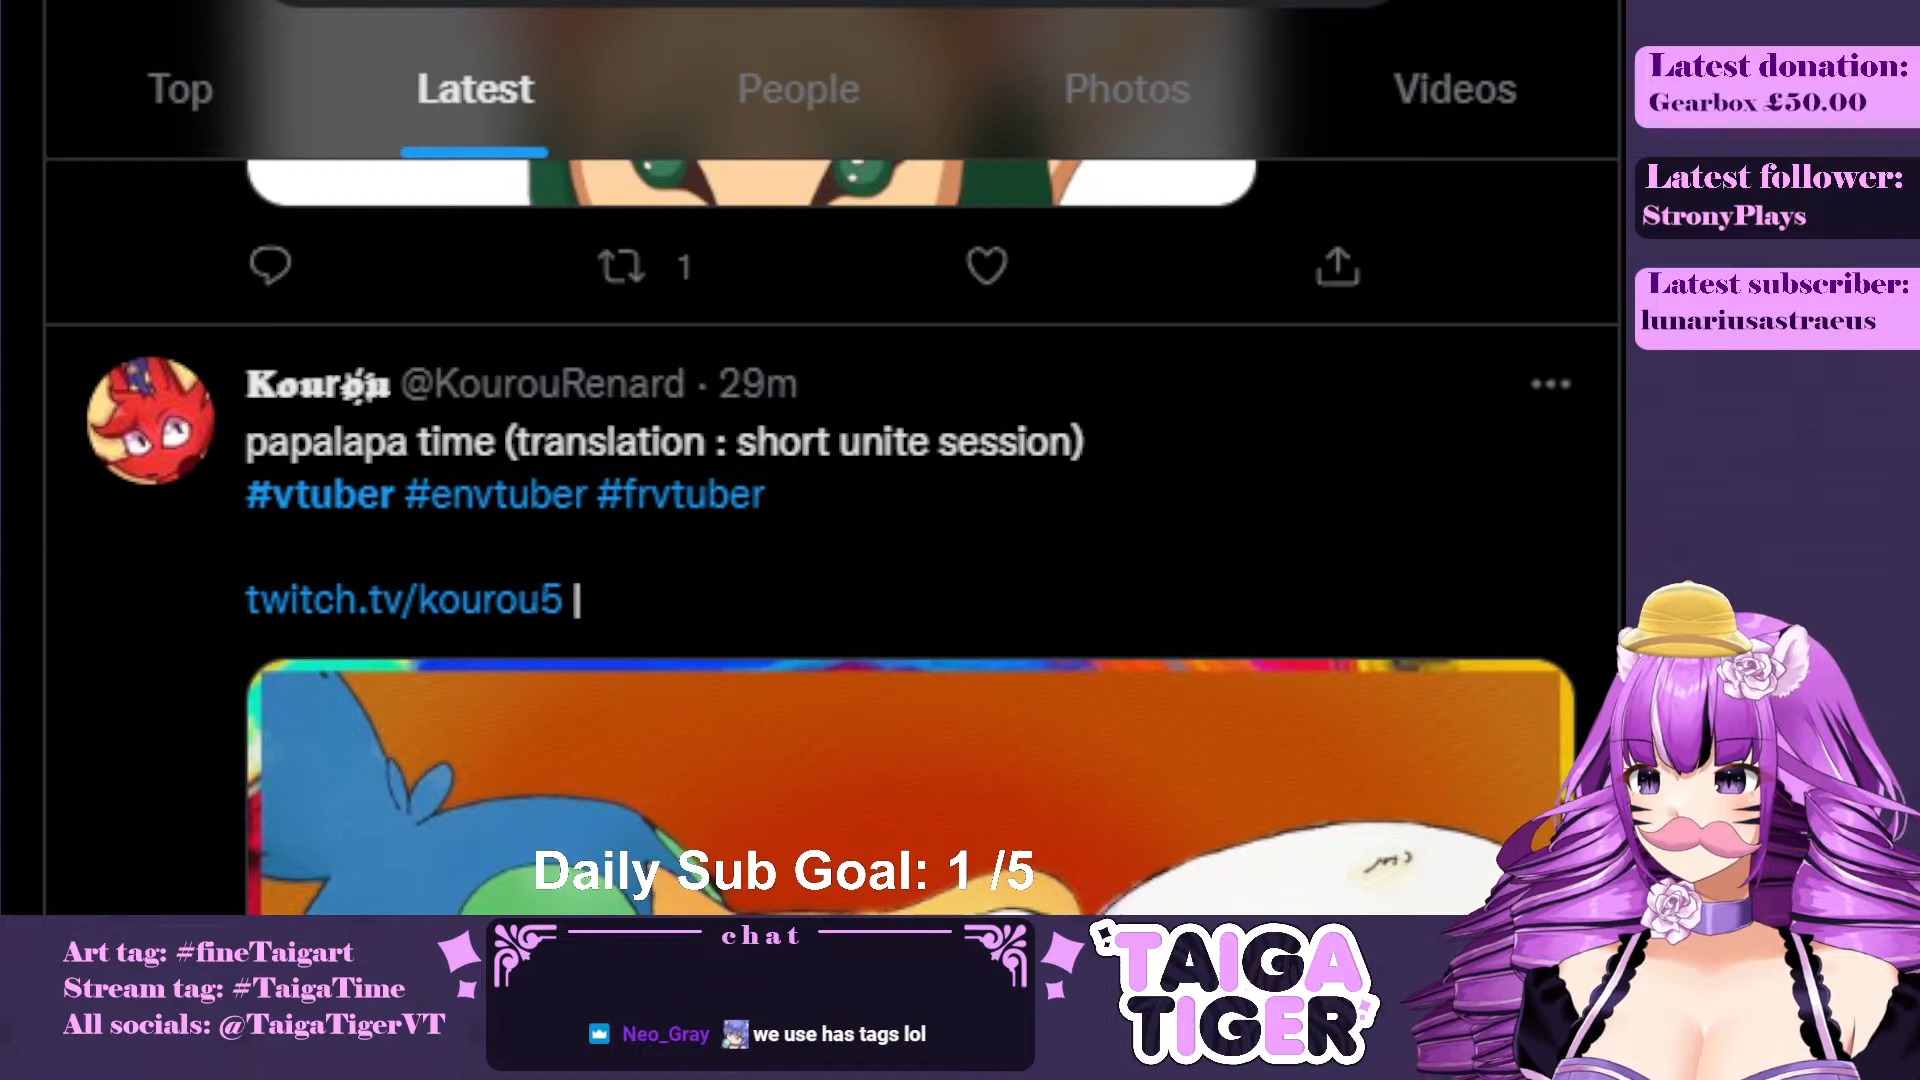 Top Latest People Photos Videos
1
Kourou @KourouRenard · 29m
papalapa time (translation : short unite session)
#vtuber #envtuber #frvtuber
twitch.tv/kourou5 |
Latest donation:
Gearbox £50.00
Latest follower:
StronyPlays
Latest subscriber:
lunariusastraeus
Daily Sub Goal: 1 /5
Art tag: #fineTaigart
Stream tag: #TaigaTime
All socials: @TaigaTigerVT
chat
Neo_Gray we use has tags lol
TAIGA
TIGER